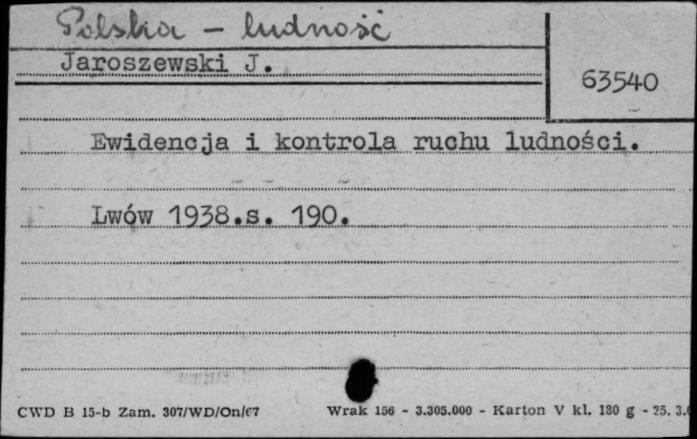 Polska - ludność
Jaroszewski J.
63540
Ewidencja i kontrola ruchu ludności.
Lwów 1938.s. 190.
CWD B 15-b Zam. 307/WD/On/67 Wrak 156 - 3.305.000 - Karton V kl. 180 g - 25. 3.6